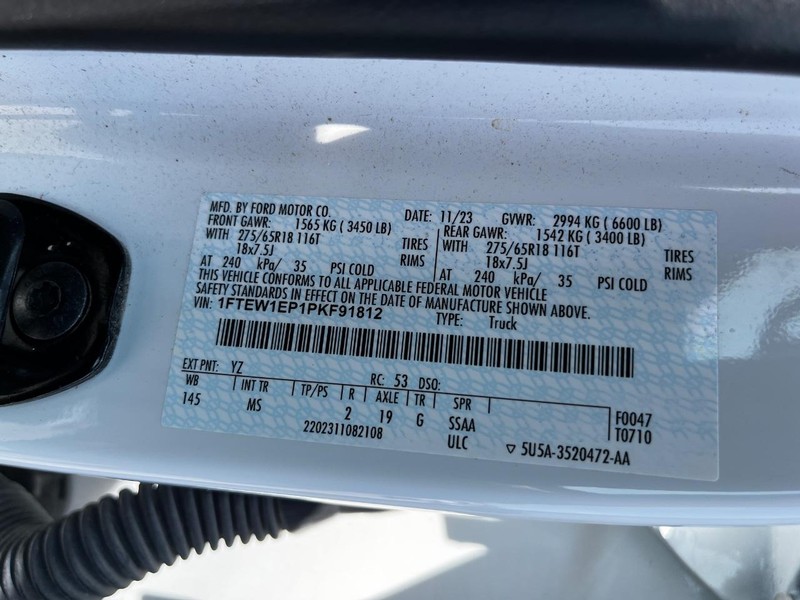 MFD. BY FORD MOTOR CO. DATE: 11/23 GVWR: 2994 KG ( 6600 LB)
FRONT GAWR: 1565 KG ( 3450 LB) REAR GAWR: 1542 KG ( 3400 LB)
WITH 275/65R18 116T TIRES WITH 275/65R18 116T TIRES
18x7.5J RIMS 18x7.5J RIMS
AT 240 kPa/ 35 PSI COLD AT 240 kPa/ 35 PSI COLD
THIS VEHICLE CONFORMS TO ALL APPLICABLE FEDERAL MOTOR VEHICLE
SAFETY STANDARDS IN EFFECT ON THE DATE OF MANUFACTURE SHOWN ABOVE.
VIN: 1FTEW1EP1PKF91812 TYPE: Truck
EXT PNT: YZ RC: 53 DSO:
WB INT TR TP/PS R AXLE TR SPR
145 MS 2 19 G SSAA F0047
2202311082108 ULC T0710
5U5A-3520472-AA